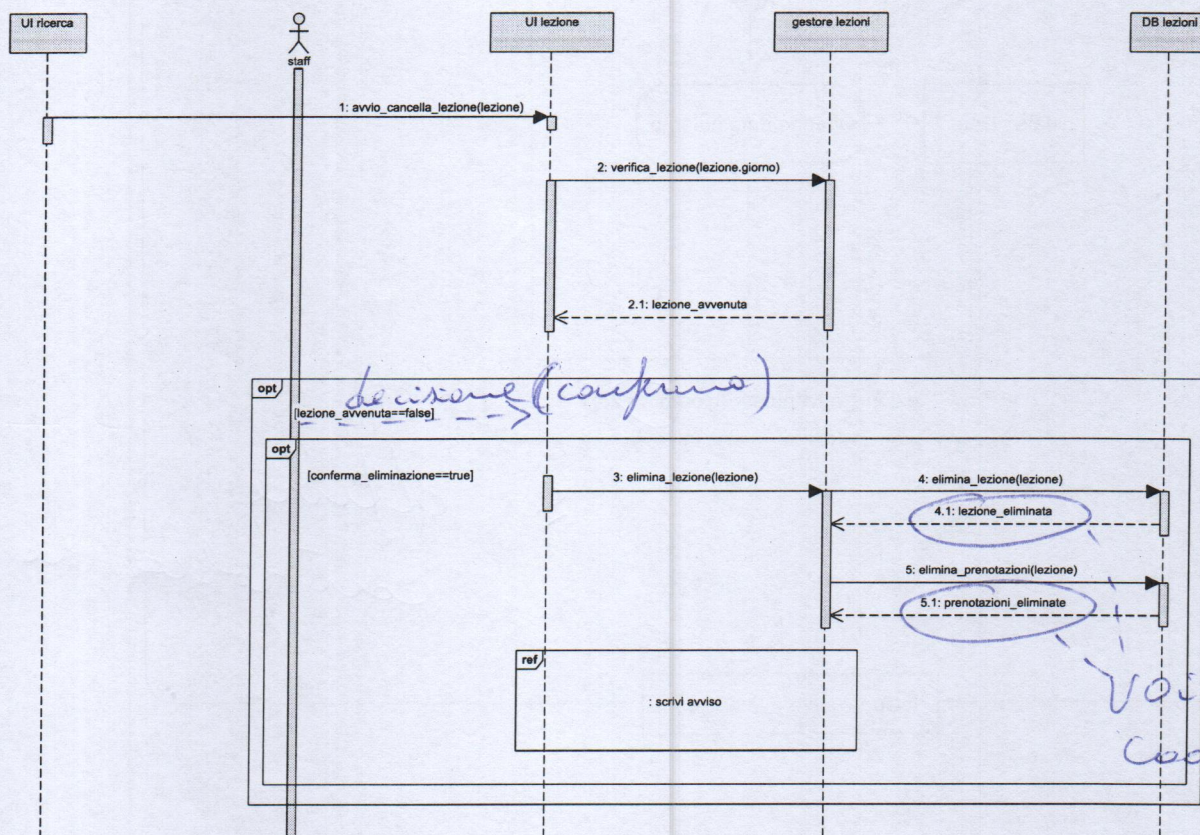 UI ricerca
staff
UI lezione
gestore lezioni
DB lezioni
1: avvio_cancella_lezione(lezione)
2: verifica_lezione(lezione.giorno)
2.1: lezione_avvenuta
opt
decisione (conferma)
[lezione_avvenuta==false]
opt
[conferma_eliminazione==true]
3: elimina_lezione(lezione)
4: elimina_lezione(lezione)
4.1: lezione_eliminata
5: elimina_prenotazioni(lezione)
5.1: prenotazioni_eliminate
ref
: scrivi avviso